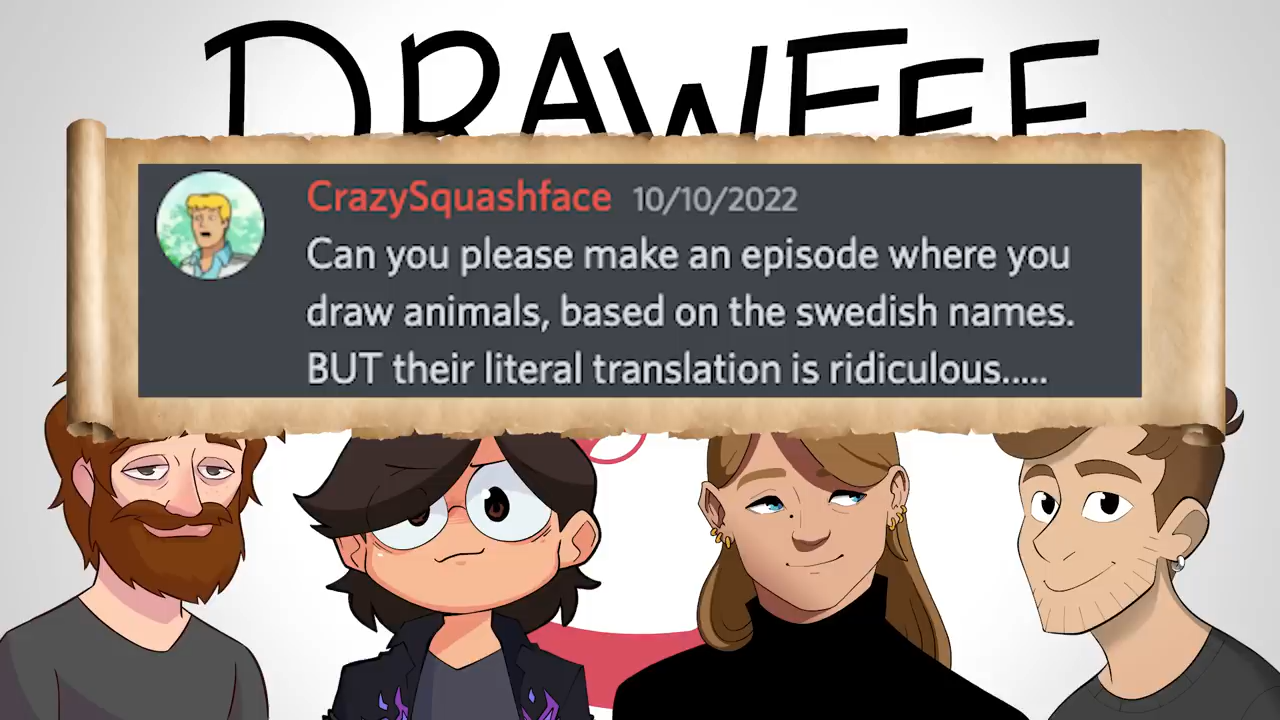 DRAWFEE
CrazySquashface 10/10/2022
Can you please make an episode where you
draw animals, based on the swedish names.
BUT their literal translation is ridiculous.....